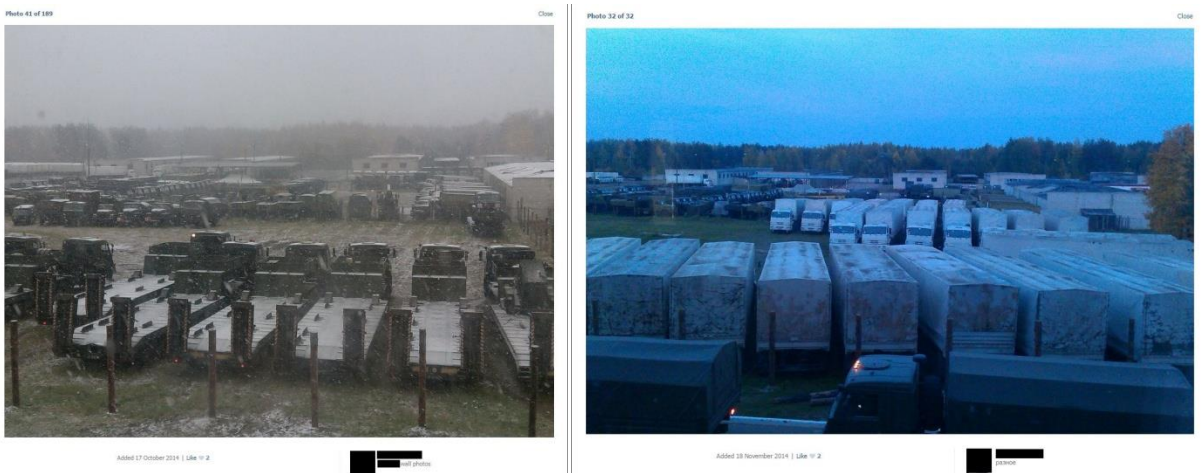 Photo 41 of 189
Close
Added 17 October 2014 | Like 2
wall photos
Photo 32 of 32
Close
Added 18 November 2014 | Like 2
разное